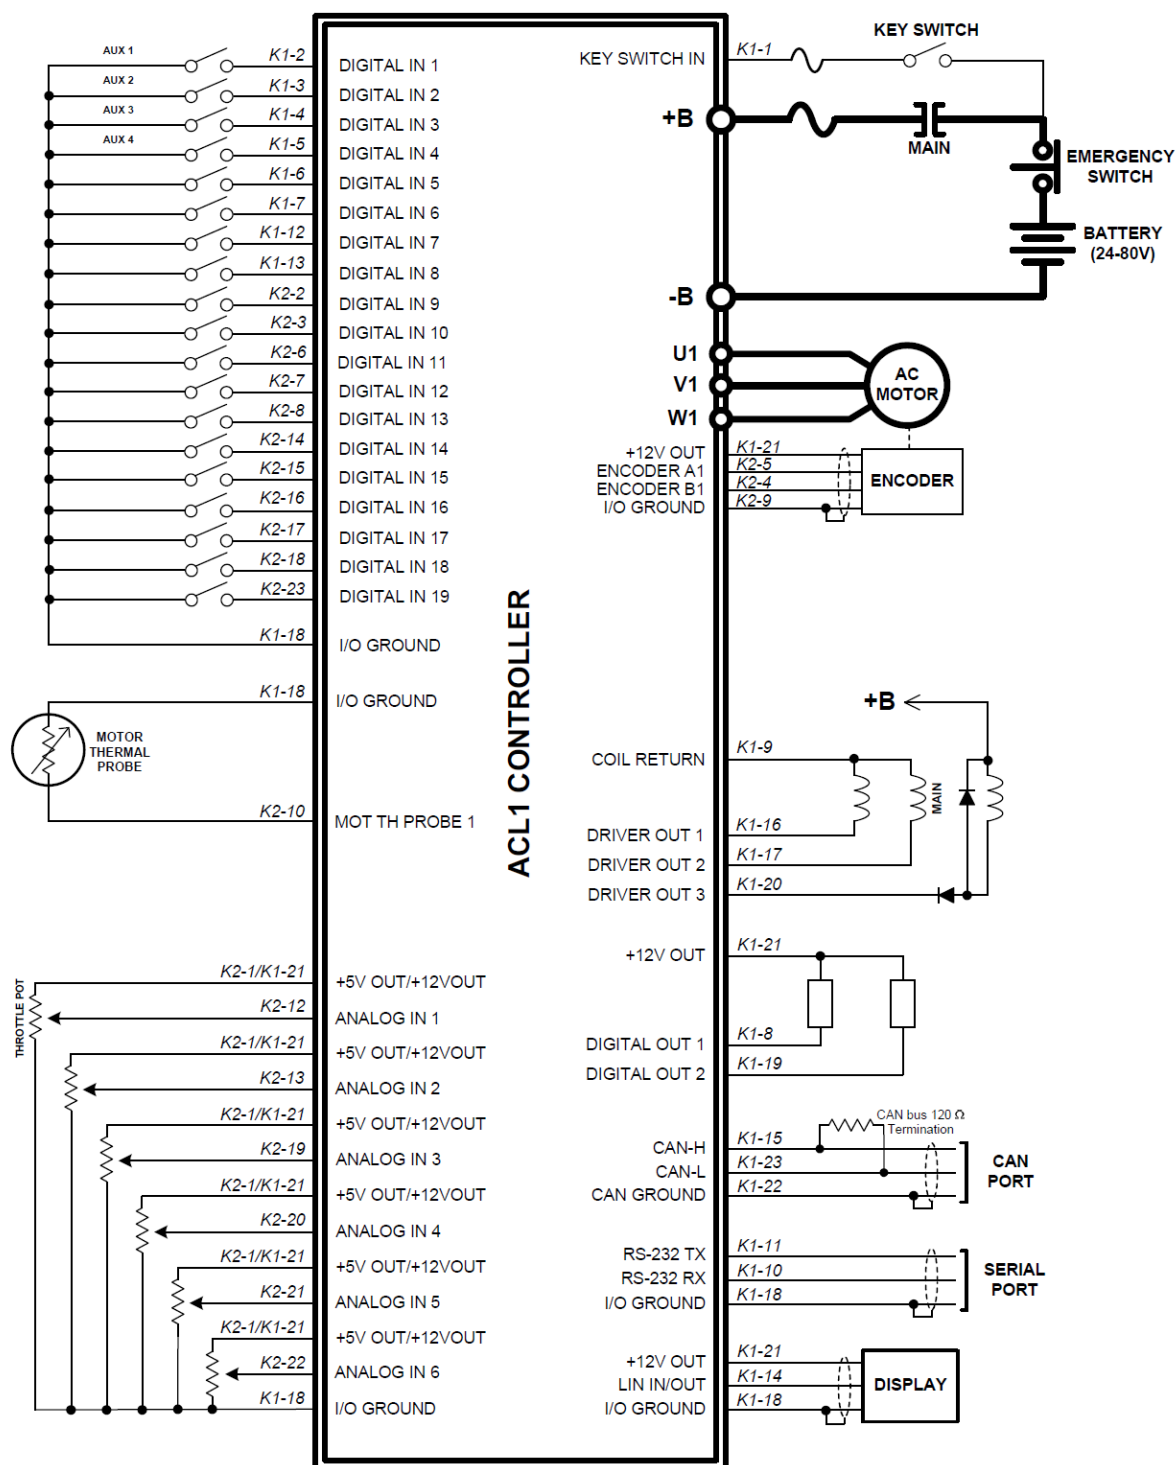 AUX 1
K1-2
DIGITAL IN 1
AUX 2
K1-3
DIGITAL IN 2
AUX 3
K1-4
DIGITAL IN 3
AUX 4
K1-5
DIGITAL IN 4
K1-6
DIGITAL IN 5
K1-7
DIGITAL IN 6
K1-12
DIGITAL IN 7
K1-13
DIGITAL IN 8
K2-2
DIGITAL IN 9
K2-3
DIGITAL IN 10
K2-6
DIGITAL IN 11
K2-7
DIGITAL IN 12
K2-8
DIGITAL IN 13
K2-14
DIGITAL IN 14
K2-15
DIGITAL IN 15
K2-16
DIGITAL IN 16
K2-17
DIGITAL IN 17
K2-18
DIGITAL IN 18
K2-23
DIGITAL IN 19
K1-18
I/O GROUND
K1-18
I/O GROUND
MOTOR
THERMAL
PROBE
K2-10
MOT TH PROBE 1
THROTTLE POT
K2-1/K1-21
+5V OUT/+12VOUT
K2-12
ANALOG IN 1
K2-1/K1-21
+5V OUT/+12VOUT
K2-13
ANALOG IN 2
K2-1/K1-21
+5V OUT/+12VOUT
K2-19
ANALOG IN 3
K2-1/K1-21
+5V OUT/+12VOUT
K2-20
ANALOG IN 4
K2-1/K1-21
+5V OUT/+12VOUT
K2-21
ANALOG IN 5
K2-1/K1-21
+5V OUT/+12VOUT
K2-22
ANALOG IN 6
K1-18
I/O GROUND
ACL1 CONTROLLER
KEY SWITCH IN
K1-1
KEY SWITCH
+B
MAIN
EMERGENCY
SWITCH
BATTERY
(24-80V)
-B
U1
V1
W1
AC
MOTOR
+12V OUT
K1-21
ENCODER A1
K2-5
ENCODER B1
K2-4
I/O GROUND
K2-9
ENCODER
+B
COIL RETURN
K1-9
MAIN
DRIVER OUT 1
K1-16
DRIVER OUT 2
K1-17
DRIVER OUT 3
K1-20
+12V OUT
K1-21
DIGITAL OUT 1
K1-8
DIGITAL OUT 2
K1-19
CAN bus 120 Ω
Termination
CAN-H
K1-15
CAN-L
K1-23
CAN GROUND
K1-22
CAN
PORT
RS-232 TX
K1-11
RS-232 RX
K1-10
I/O GROUND
K1-18
SERIAL
PORT
+12V OUT
K1-21
LIN IN/OUT
K1-14
I/O GROUND
K1-18
DISPLAY